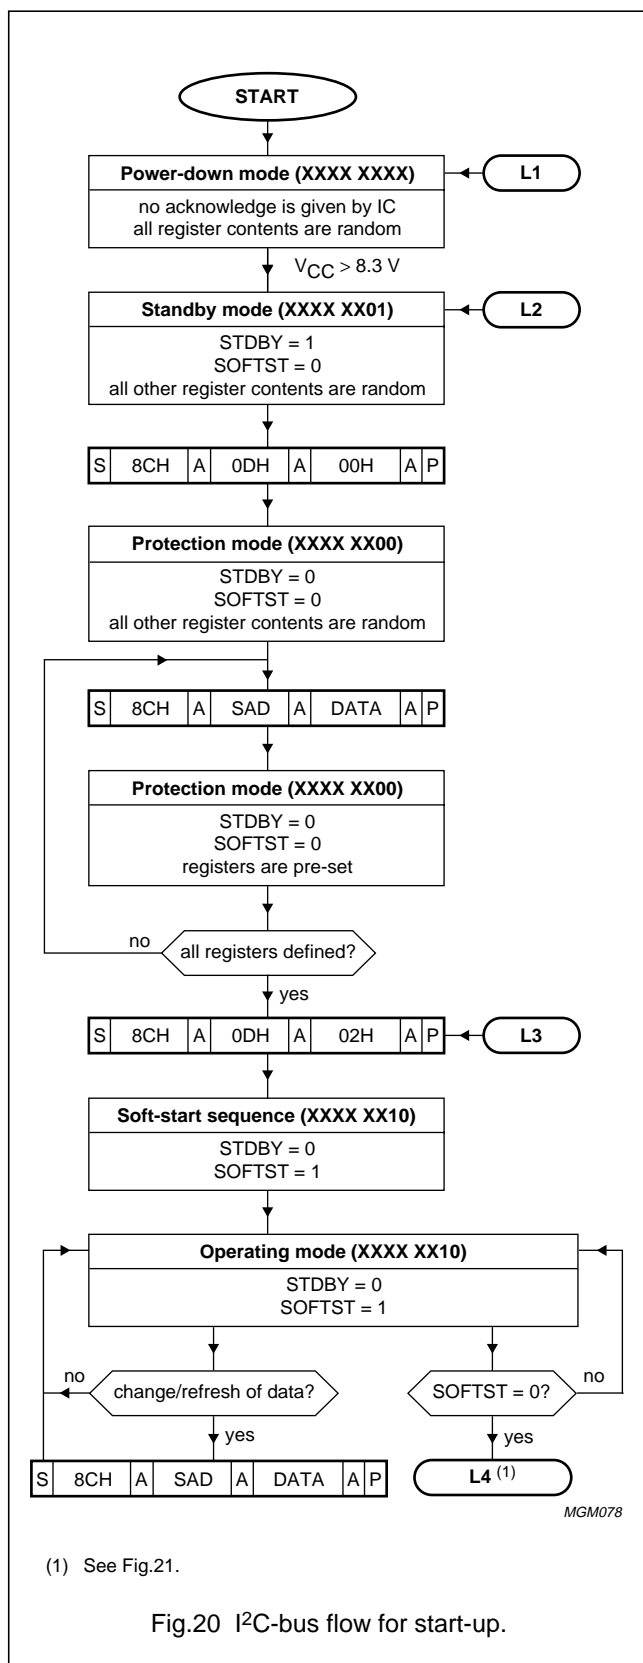 START
Power-down mode (XXXX XXXX)
L1
no acknowledge is given by IC
all register contents are random
VCC > 8.3 V
Standby mode (XXXX XX01)
L2
STDBY = 1
SOFTST = 0
all other register contents are random
S 8CH A 0DH A 00H A P
Protection mode (XXXX XX00)
STDBY = 0
SOFTST = 0
all other register contents are random
S 8CH A SAD A DATA A P
Protection mode (XXXX XX00)
STDBY = 0
SOFTST = 0
registers are pre-set
no
all registers defined?
yes
S 8CH A 0DH A 02H A P
L3
Soft-start sequence (XXXX XX10)
STDBY = 0
SOFTST = 1
Operating mode (XXXX XX10)
STDBY = 0
SOFTST = 1
no
change/refresh of data?
SOFTST = 0?
no
yes
yes
S 8CH A SAD A DATA A P
L4 (1)
MGM078
(1) See Fig.21.
Fig.20 I²C-bus flow for start-up.